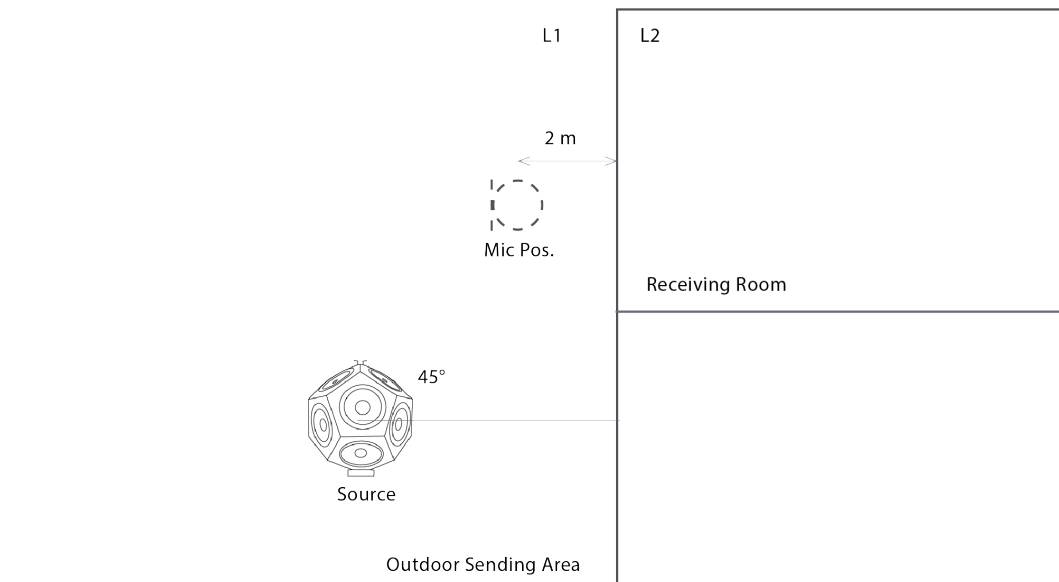 L1
L2
2 m
Mic Pos.
Receiving Room
45°
Source
Outdoor Sending Area